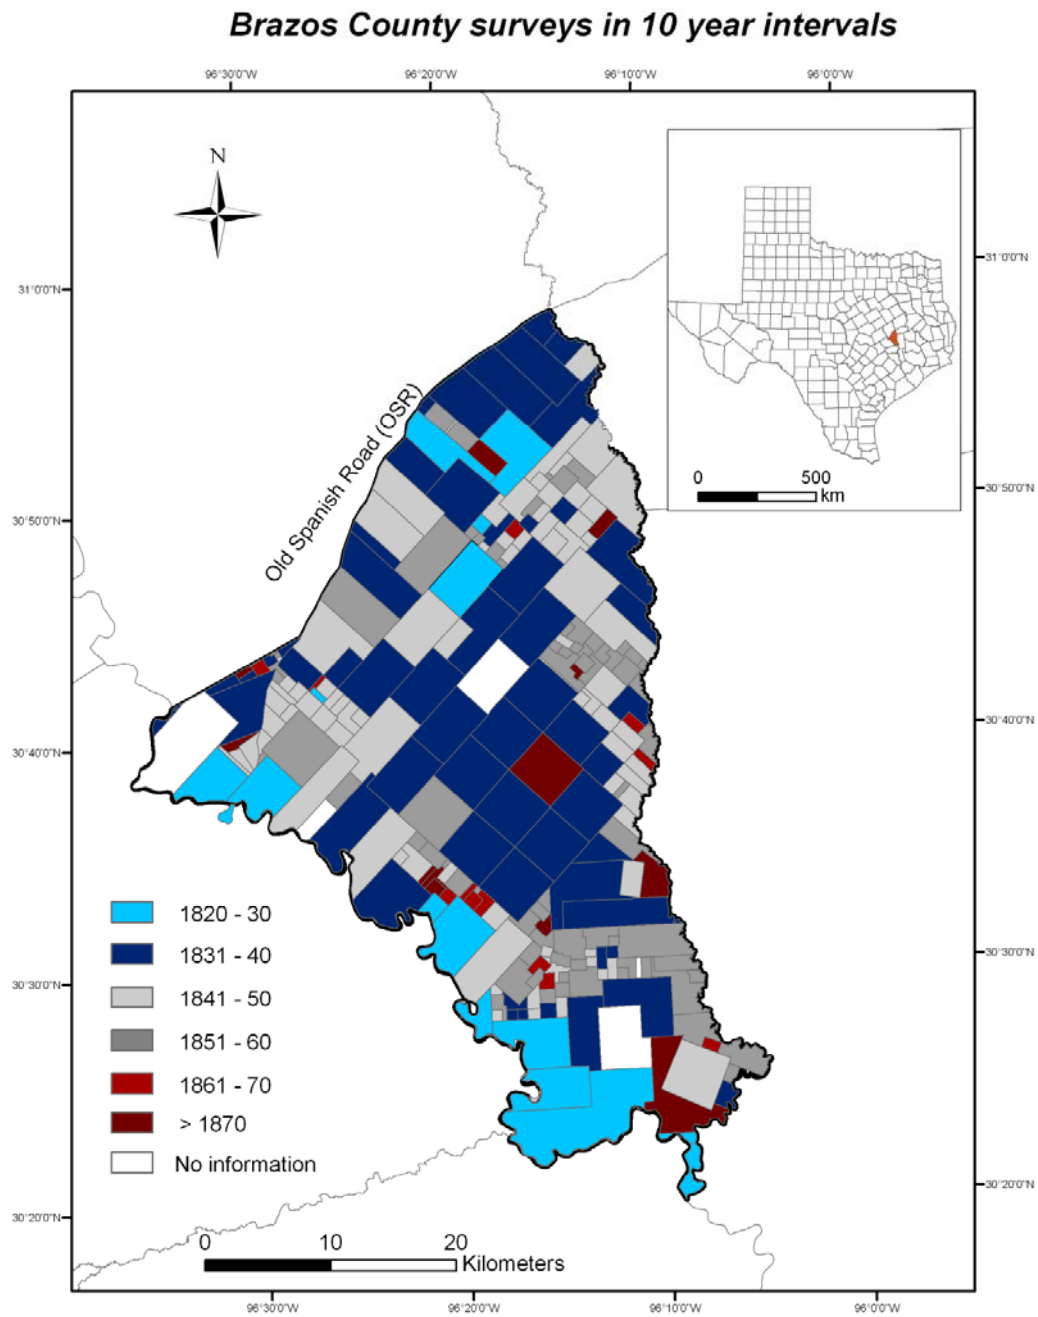 Brazos County surveys in 10 year intervals
96°30'0"W
96°20'0"W
96°10'0"W
96°0'0"W
N
0
500
km
31°0'0"N
31°0'0"N
Old Spanish Road (OSR)
30°50'0"N
30°50'0"N
30°40'0"N
30°40'0"N
30°30'0"N
30°30'0"N
1820 - 30
1831 - 40
1841 - 50
1851 - 60
1861 - 70
> 1870
No information
30°20'0"N
30°20'0"N
0
10
20
Kilometers
96°30'0"W
96°20'0"W
96°10'0"W
96°0'0"W